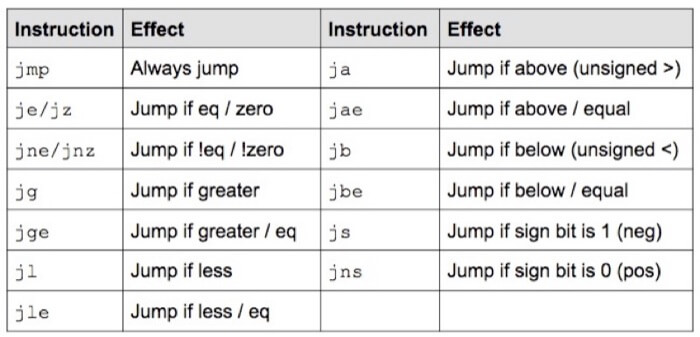 Instruction Effect Instruction Effect
jmp Always jump ja Jump if above (unsigned >)
je/jz Jump if eq / zero jae Jump if above / equal
jne/jnz Jump if !eq / !zero jb Jump if below (unsigned <)
jg Jump if greater jbe Jump if below / equal
jge Jump if greater / eq js Jump if sign bit is 1 (neg)
jl Jump if less jns Jump if sign bit is 0 (pos)
jle Jump if less / eq